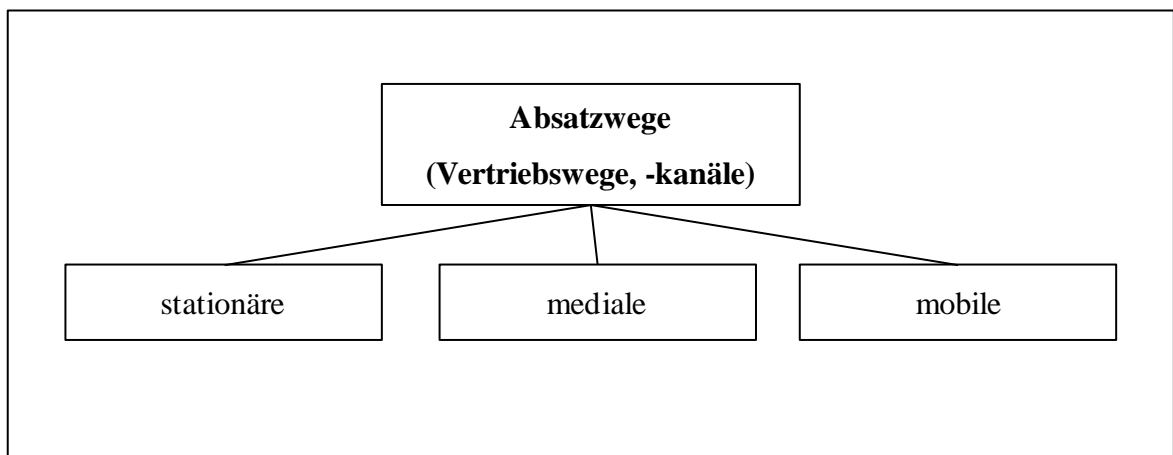 Absatzwege
(Vertriebswege, -kanäle)
stationäre
mediale
mobile